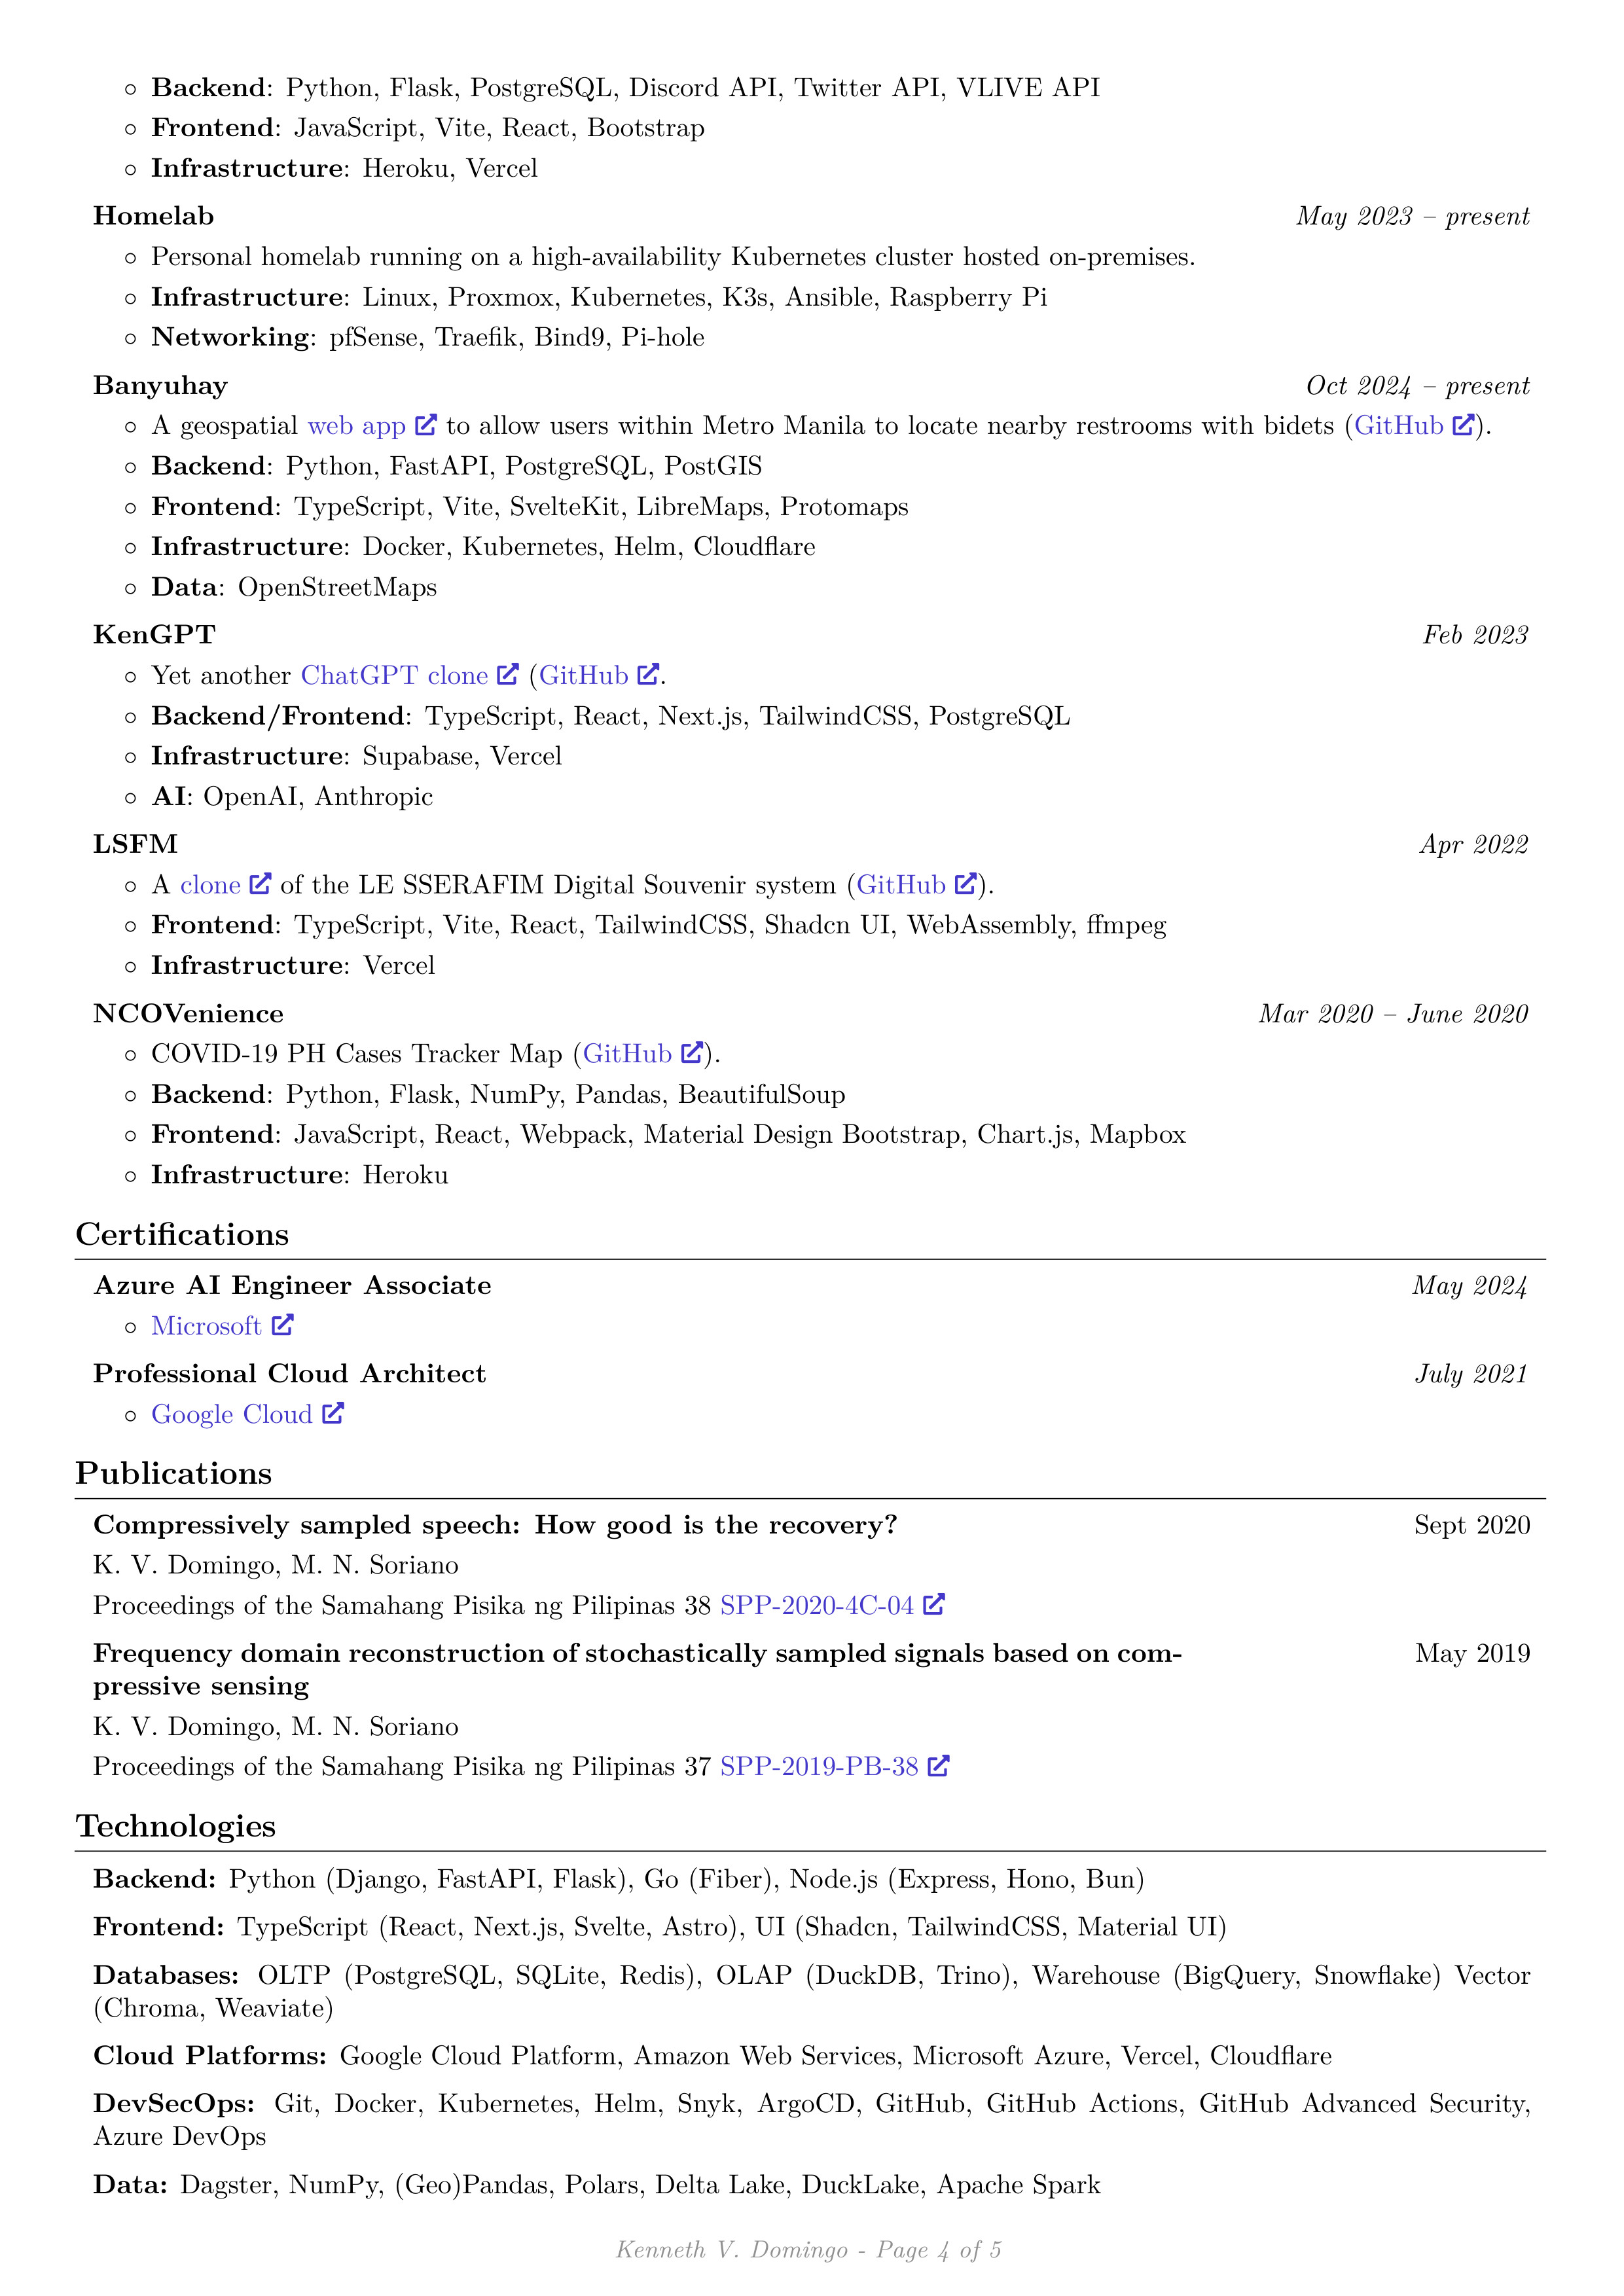 ◦ Backend: Python, Flask, PostgreSQL, Discord API, Twitter API, VLIVE API
◦ Frontend: JavaScript, Vite, React, Bootstrap
◦ Infrastructure: Heroku, Vercel
Homelab May 2023 – present
◦ Personal homelab running on a high-availability Kubernetes cluster hosted on-premises.
◦ Infrastructure: Linux, Proxmox, Kubernetes, K3s, Ansible, Raspberry Pi
◦ Networking: pfSense, Traefik, Bind9, Pi-hole
Banyuhay Oct 2024 – present
◦ A geospatial web app to allow users within Metro Manila to locate nearby restrooms with bidets (GitHub).
◦ Backend: Python, FastAPI, PostgreSQL, PostGIS
◦ Frontend: TypeScript, Vite, SvelteKit, LibreMaps, Protomaps
◦ Infrastructure: Docker, Kubernetes, Helm, Cloudflare
◦ Data: OpenStreetMaps
KenGPT Feb 2023
◦ Yet another ChatGPT clone (GitHub.
◦ Backend/Frontend: TypeScript, React, Next.js, TailwindCSS, PostgreSQL
◦ Infrastructure: Supabase, Vercel
◦ AI: OpenAI, Anthropic
LSFM Apr 2022
◦ A clone of the LE SSERAFIM Digital Souvenir system (GitHub).
◦ Frontend: TypeScript, Vite, React, TailwindCSS, Shadcn UI, WebAssembly, ffmpeg
◦ Infrastructure: Vercel
NCOVenience Mar 2020 – June 2020
◦ COVID-19 PH Cases Tracker Map (GitHub).
◦ Backend: Python, Flask, NumPy, Pandas, BeautifulSoup
◦ Frontend: JavaScript, React, Webpack, Material Design Bootstrap, Chart.js, Mapbox
◦ Infrastructure: Heroku
Certifications
Azure AI Engineer Associate May 2024
◦ Microsoft
Professional Cloud Architect July 2021
◦ Google Cloud
Publications
Compressively sampled speech: How good is the recovery? Sept 2020
K. V. Domingo, M. N. Soriano
Proceedings of the Samahang Pisika ng Pilipinas 38 SPP-2020-4C-04
Frequency domain reconstruction of stochastically sampled signals based on com- May 2019
pressive sensing
K. V. Domingo, M. N. Soriano
Proceedings of the Samahang Pisika ng Pilipinas 37 SPP-2019-PB-38
Technologies
Backend: Python (Django, FastAPI, Flask), Go (Fiber), Node.js (Express, Hono, Bun)
Frontend: TypeScript (React, Next.js, Svelte, Astro), UI (Shadcn, TailwindCSS, Material UI)
Databases: OLTP (PostgreSQL, SQLite, Redis), OLAP (DuckDB, Trino), Warehouse (BigQuery, Snowflake) Vector
(Chroma, Weaviate)
Cloud Platforms: Google Cloud Platform, Amazon Web Services, Microsoft Azure, Vercel, Cloudflare
DevSecOps: Git, Docker, Kubernetes, Helm, Snyk, ArgoCD, GitHub, GitHub Actions, GitHub Advanced Security,
Azure DevOps
Data: Dagster, NumPy, (Geo)Pandas, Polars, Delta Lake, DuckLake, Apache Spark
Kenneth V. Domingo - Page 4 of 5